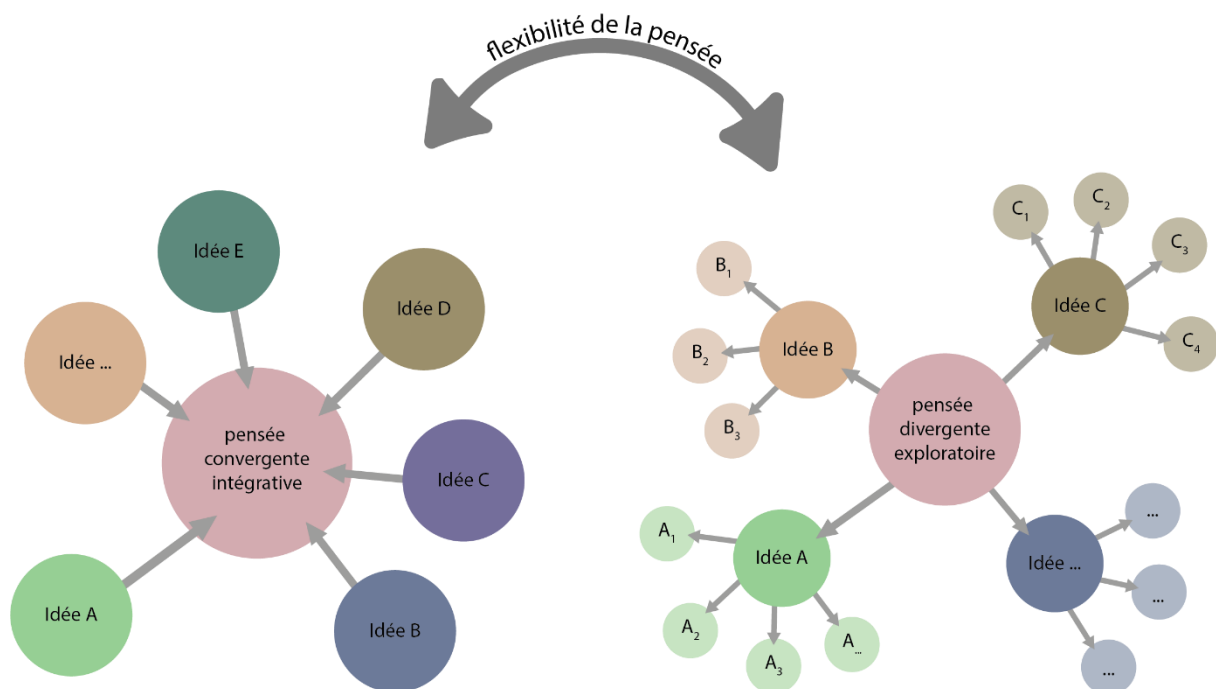 flexibilité de la pensée
Idée E
Idée D
Idée ...
pensée
convergente
intégrative
Idée C
Idée A
Idée B
C₁
C₂
C₃
C₄
Idée C
B₁
B₂
B₃
Idée B
pensée
divergente
exploratoire
A₁
A₂
A₃
A...
Idée A
Idée ...
...
...
...